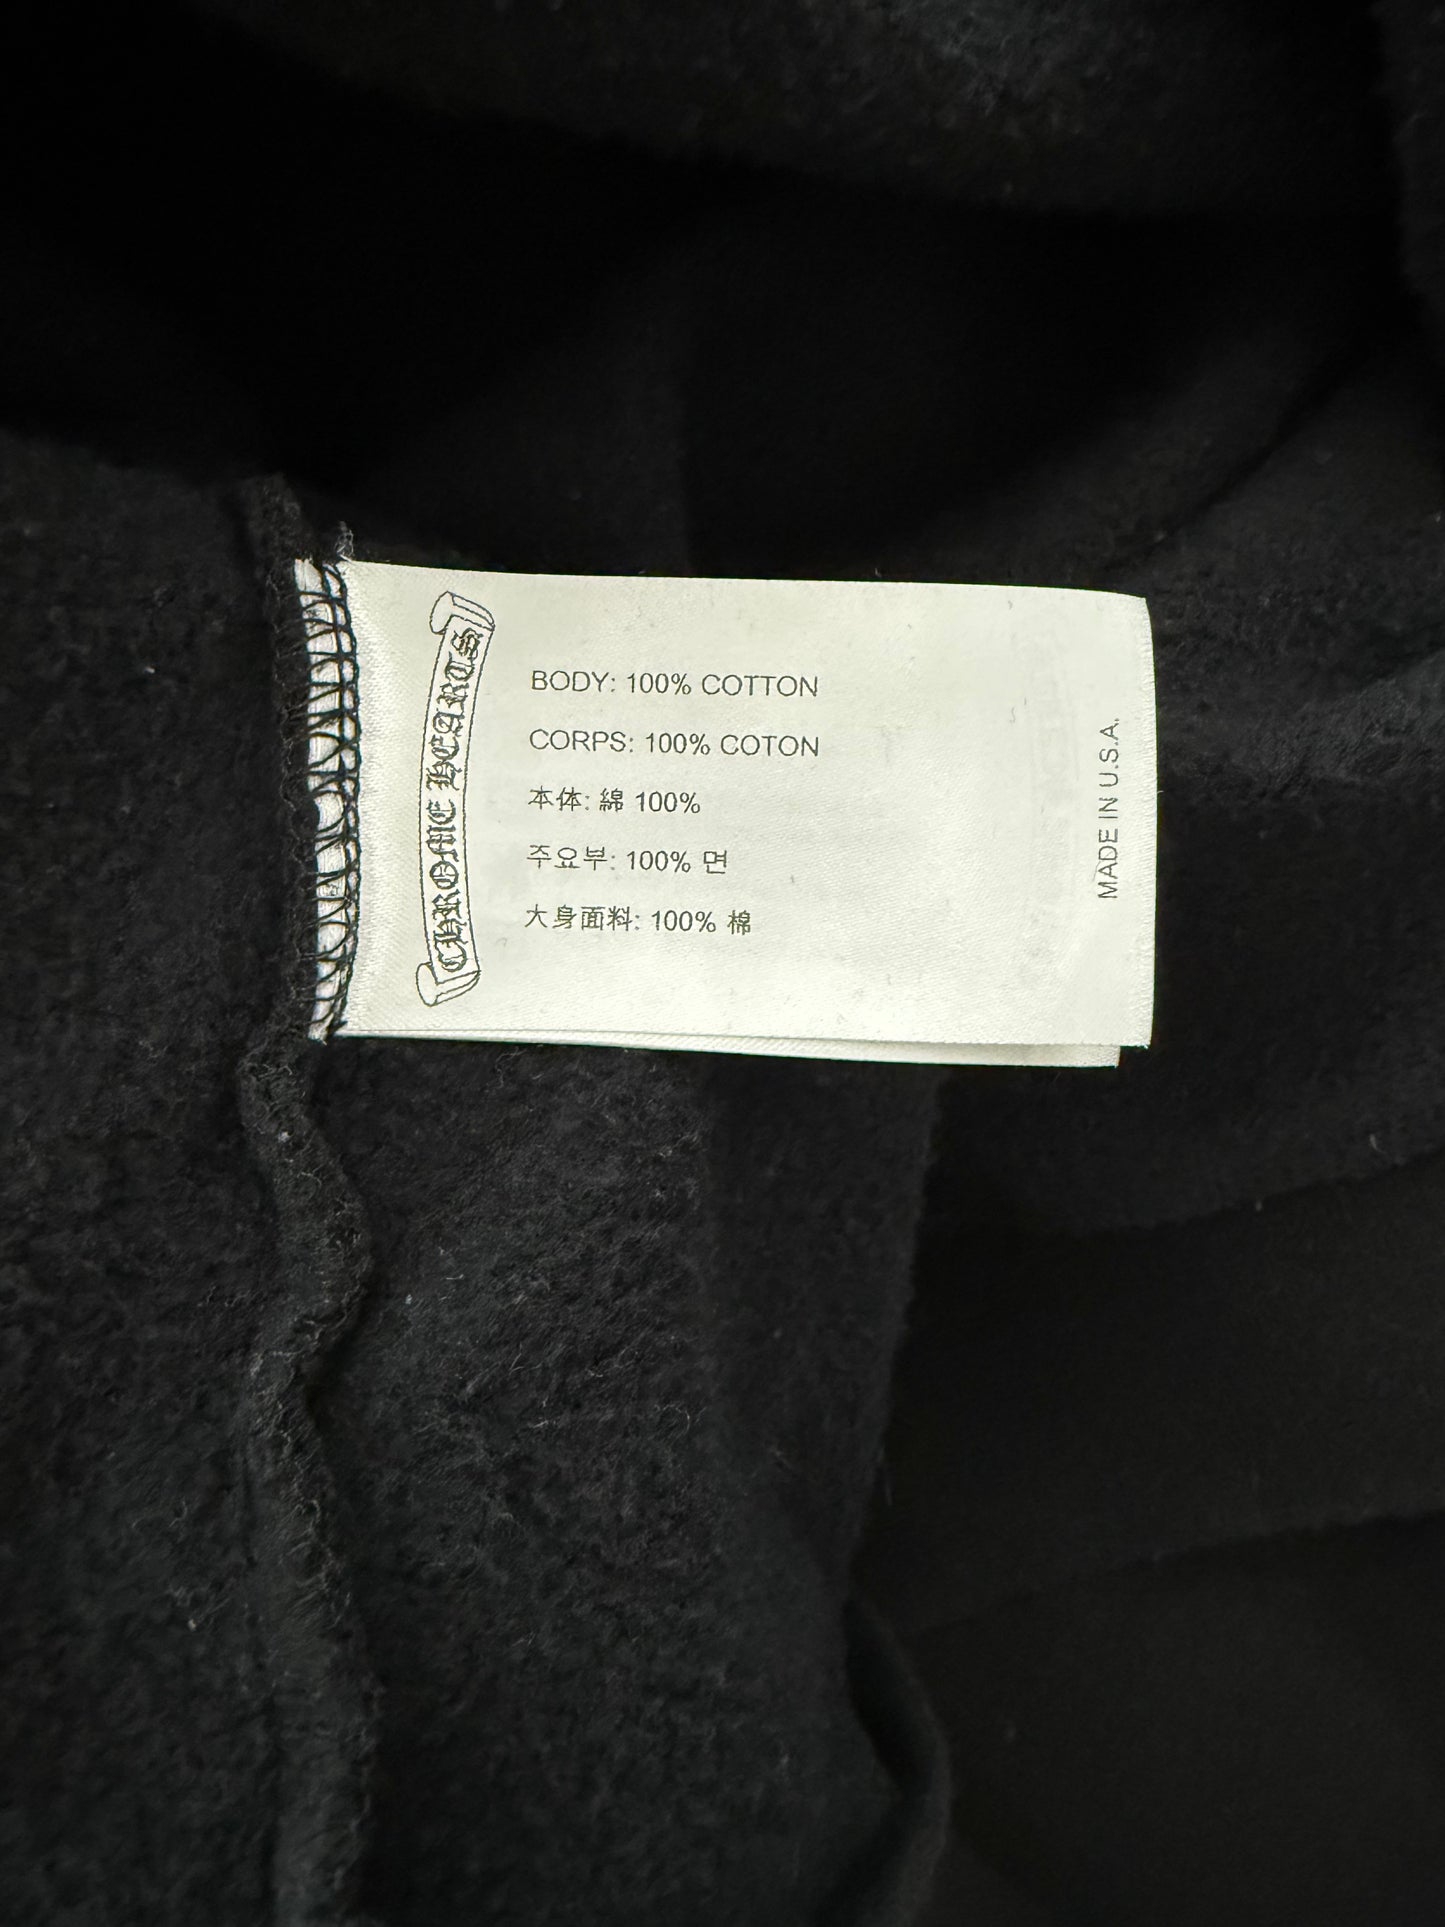 CHROME HEARTS
BODY: 100% COTTON
CORPS: 100% COTON
本体: 綿 100%
주요부: 100% 면
大身面料: 100% 棉
MADE IN U.S.A.